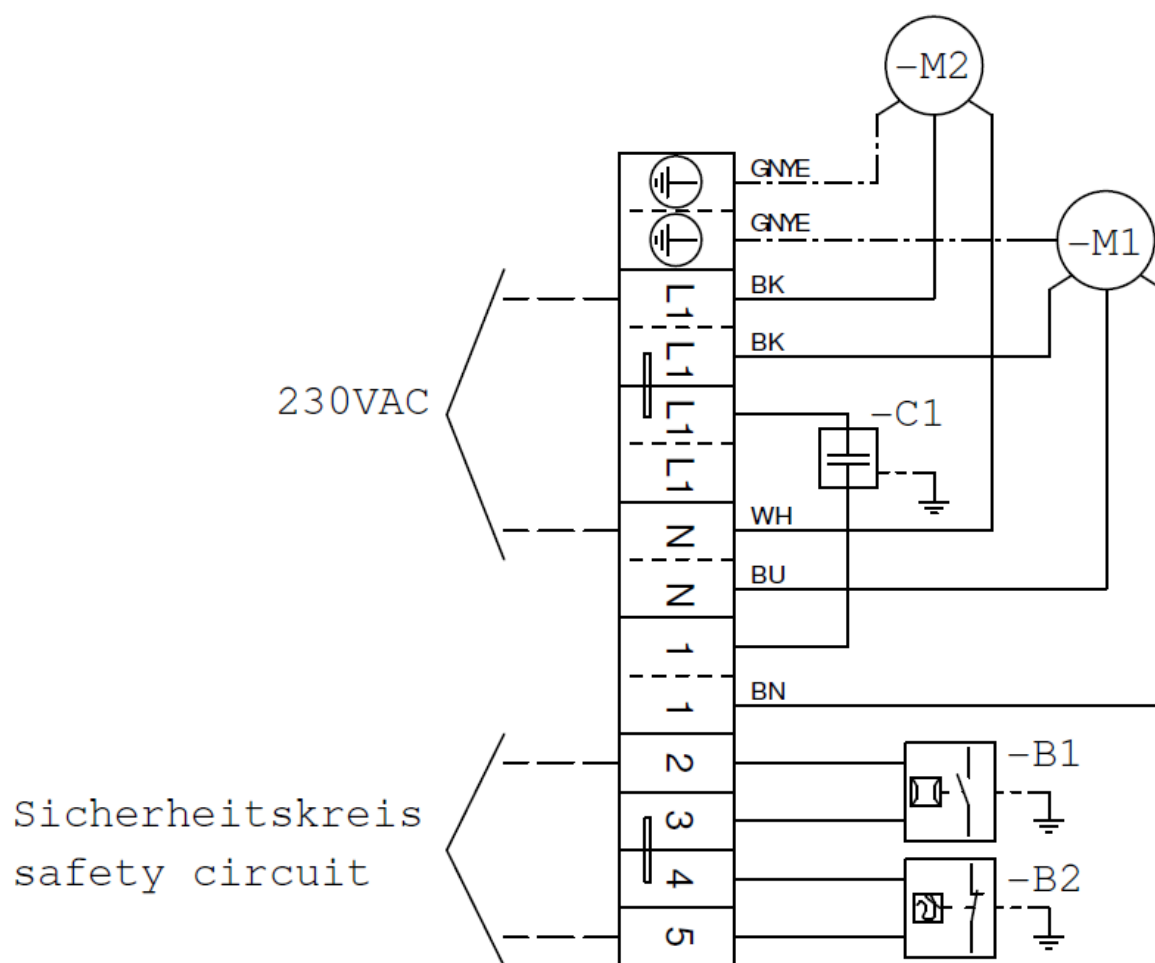 -M2
GNYE
GNYE
-M1
L1
BK
L1
BK
230VAC
L1
-C1
L1
N
WH
N
BU
1
1
BN
2
-B1
Sicherheitskreis
safety circuit
3
4
-B2
5